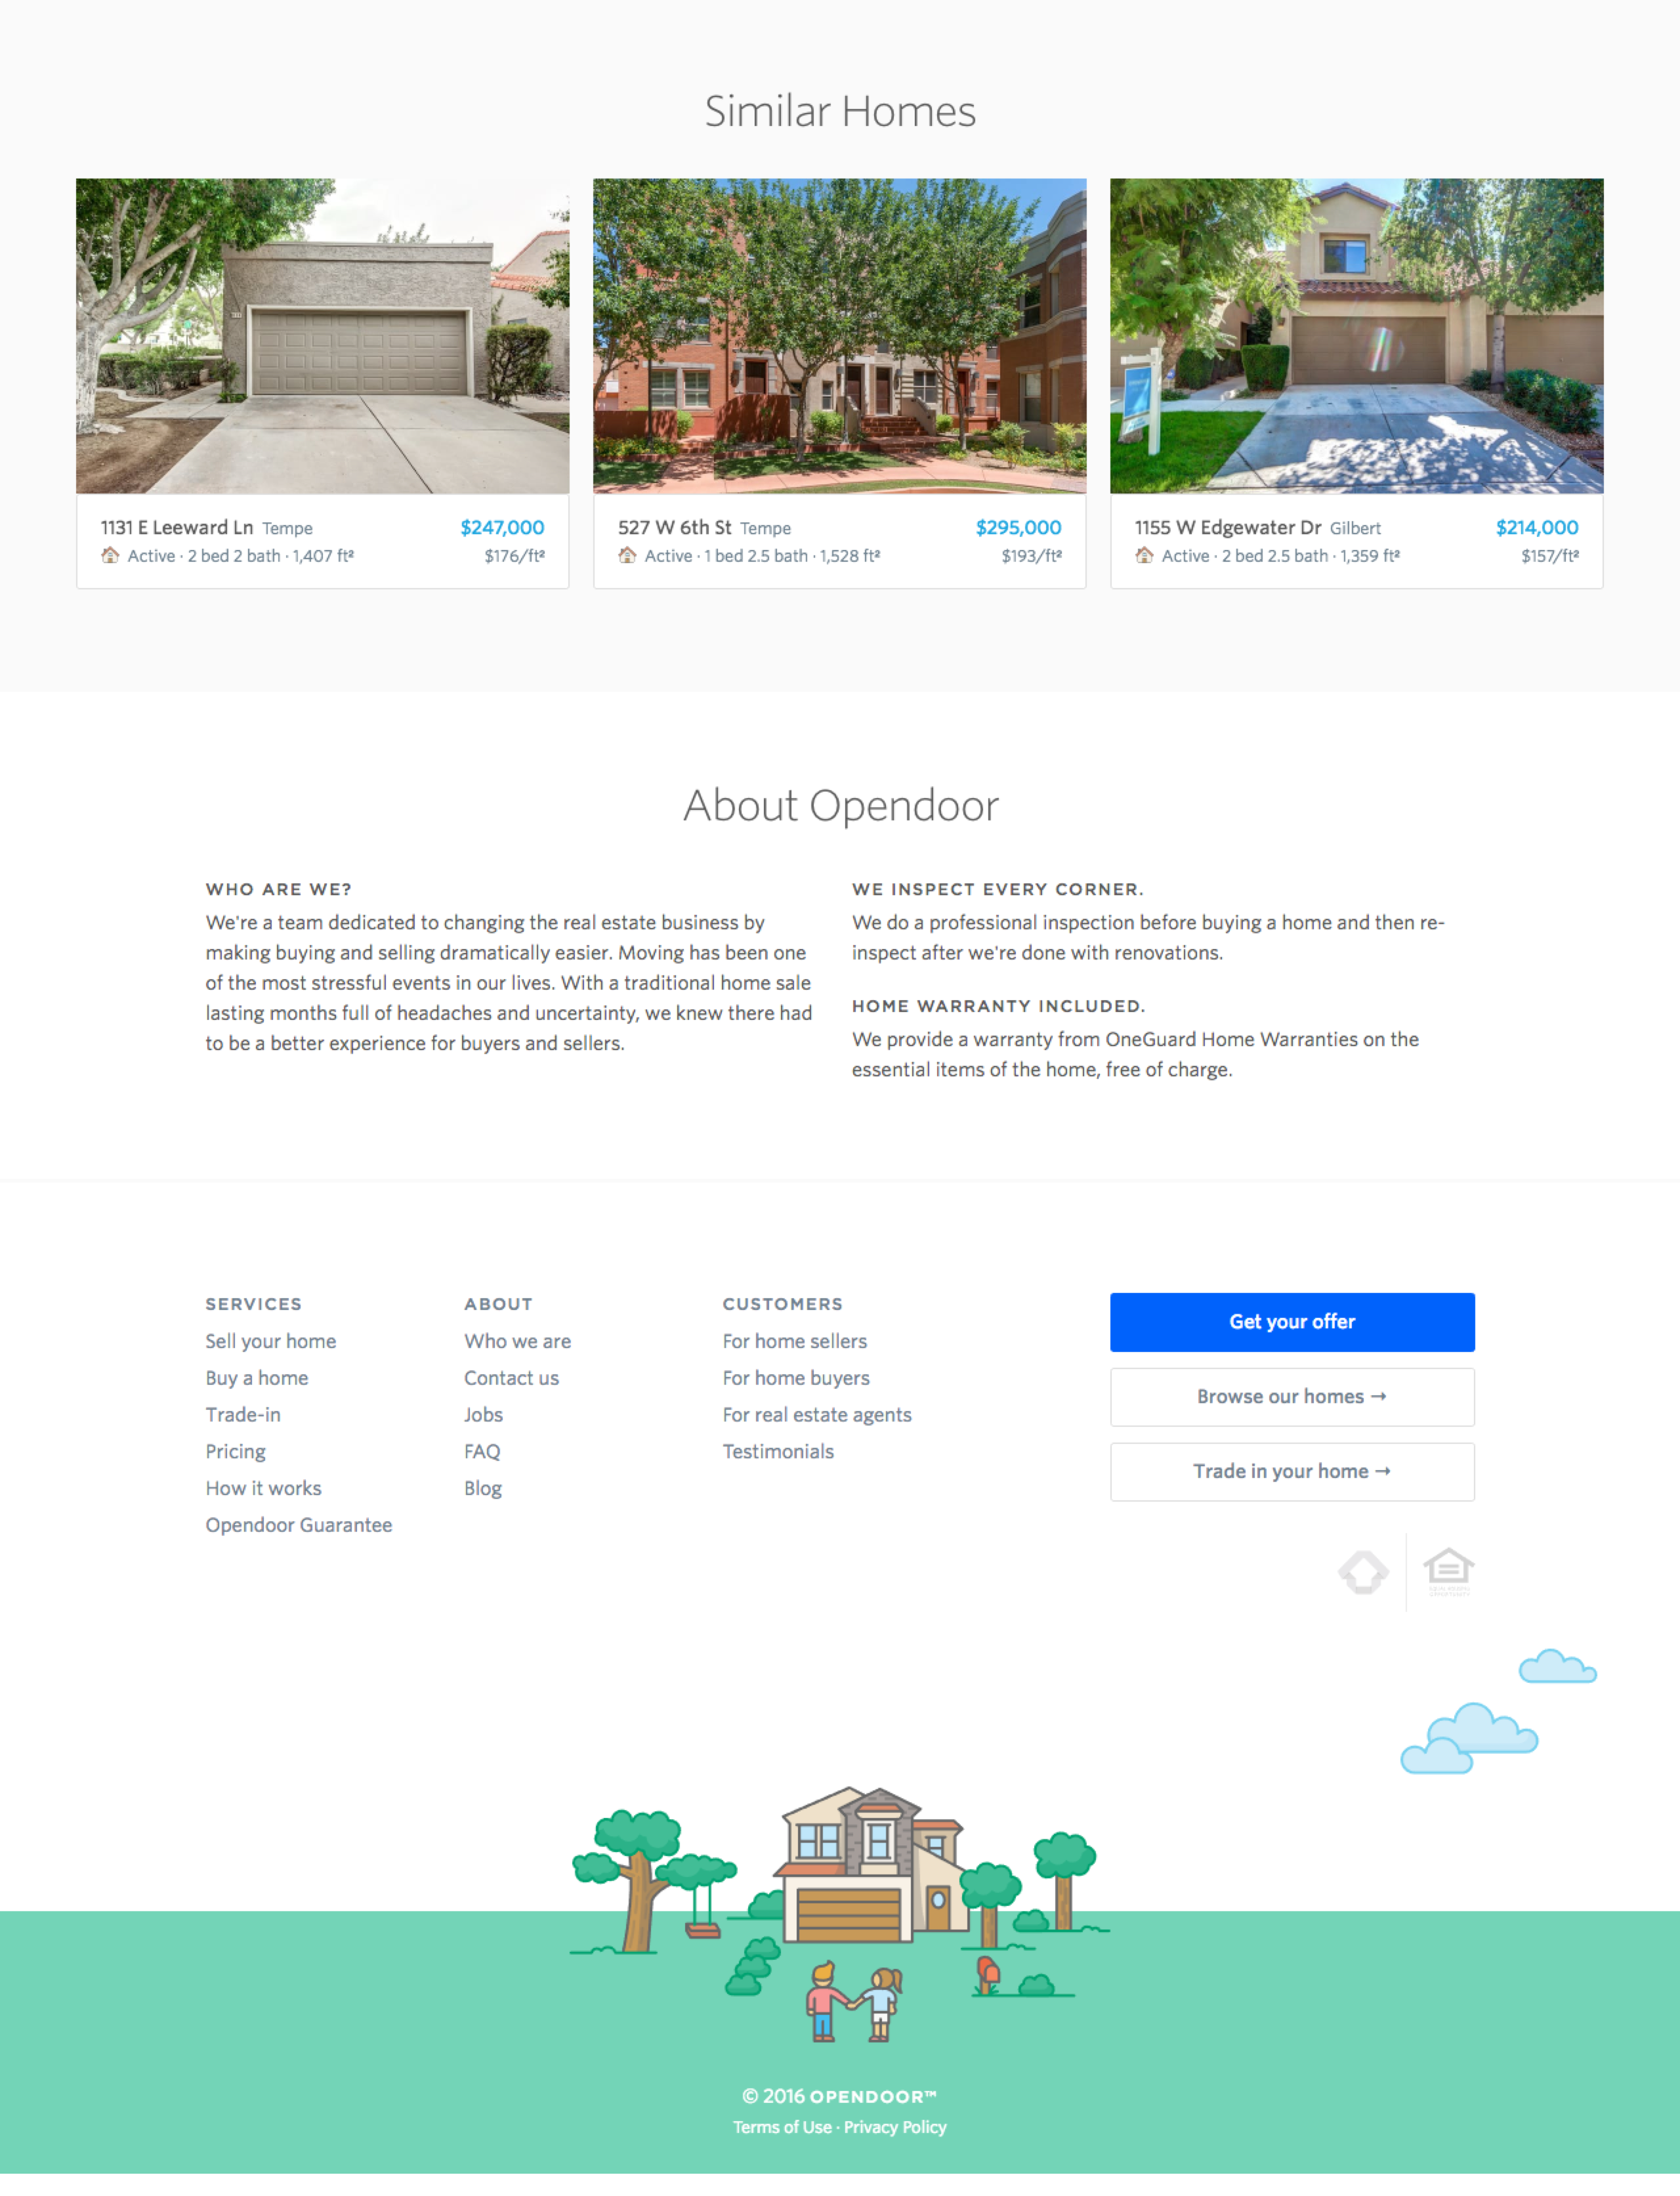 Similar Homes
1131 E Leeward Ln Tempe $247,000
Active · 2 bed 2 bath · 1,407 ft² $176/ft²
527 W 6th St Tempe $295,000
Active · 1 bed 2.5 bath · 1,528 ft² $193/ft²
1155 W Edgewater Dr Gilbert $214,000
Active · 2 bed 2.5 bath · 1,359 ft² $157/ft²
About Opendoor
WHO ARE WE?
We're a team dedicated to changing the real estate business by
making buying and selling dramatically easier. Moving has been one
of the most stressful events in our lives. With a traditional home sale
lasting months full of headaches and uncertainty, we knew there had
to be a better experience for buyers and sellers.
WE INSPECT EVERY CORNER.
We do a professional inspection before buying a home and then re-
inspect after we're done with renovations.
HOME WARRANTY INCLUDED.
We provide a warranty from OneGuard Home Warranties on the
essential items of the home, free of charge.
SERVICES
Sell your home
Buy a home
Trade-in
Pricing
How it works
Opendoor Guarantee
ABOUT
Who we are
Contact us
Jobs
FAQ
Blog
CUSTOMERS
For home sellers
For home buyers
For real estate agents
Testimonials
Get your offer
Browse our homes →
Trade in your home →
© 2016 OPENDOOR™
Terms of Use · Privacy Policy